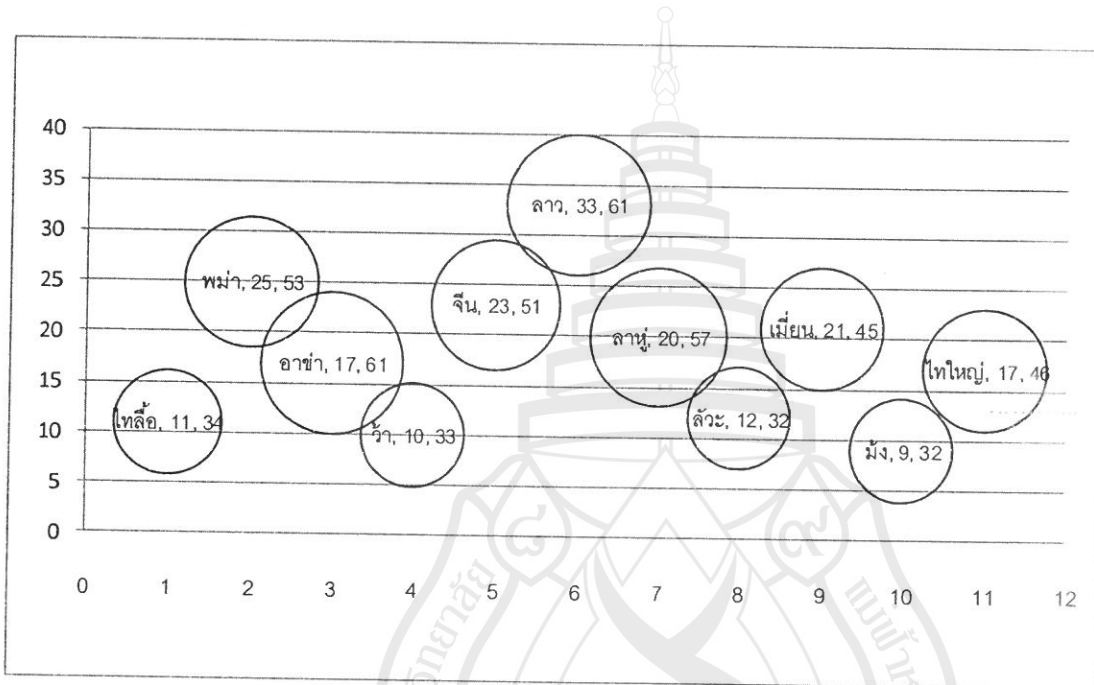 40
35
30
25
20
15
10
5
0
ไทลื้อ, 11, 34
พม่า, 25, 53
อาข่า, 17, 61
ว้า, 10, 33
จีน, 23, 51
ลาว, 33, 61
ลาหู่, 20, 57
ลัวะ, 12, 32
เมี่ยน, 21, 45
ม้ง, 9, 32
ไทใหญ่, 17, 46
0 1 2 3 4 5 6 7 8 9 10 11 12